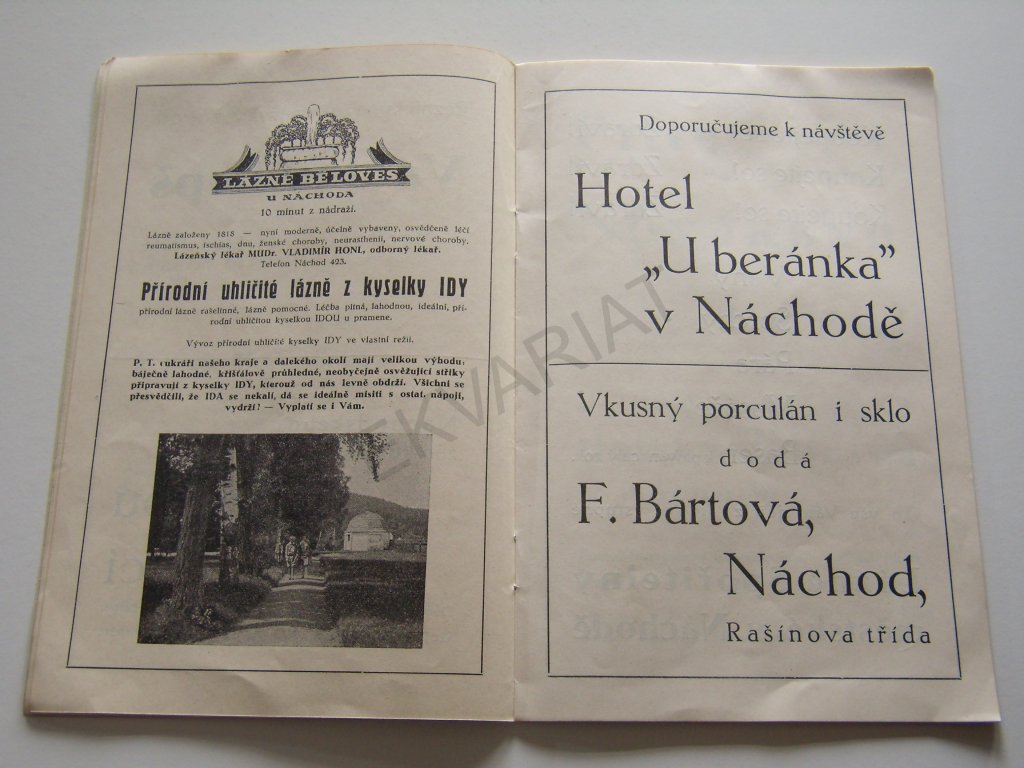 LÁZNĚ BĚLOVES
U NÁCHODA
10 minut z nádraží.
Lázně založeny 1818 — nyní moderně, účelně vybaveny, osvědčeně léčí
reumatismus, ischias, dnu, ženské choroby, neurasthenii, nervové choroby.
Lázeňský lékař MUDr. VLADIMÍR HONL, odborný lékař.
Telefon Náchod 423.
Přírodní uhličité lázně z kyselky IDY
přírodní lázně rašelinné, lázně pomocné. Léčba pitná, lahodnou, ideální, pří-
rodní uhličitou kyselkou IDOU u pramene.
Vývoz přírodní uhličité kyselky IDY ve vlastní režii.
P. T. cukráři našeho kraje a dalekého okolí mají velikou výhodu,
báječně lahodné, křišťálově průhledné, neobyčejně osvěžující střiky
připravují z kyselky IDY, kterouž od nás levně obdrží. Všichni se
přesvědčili, že IDA se nekalí, dá se ideálně mísiti s ostat. nápoji,
vydrží! — Vyplatí se i Vám.
Doporučujeme k návštěvě
Hotel
„U beránka”
v Náchodě
Vkusný porculán i sklo
dodá
F. Bártová,
Náchod,
Rašínova třída
EKVARIAT